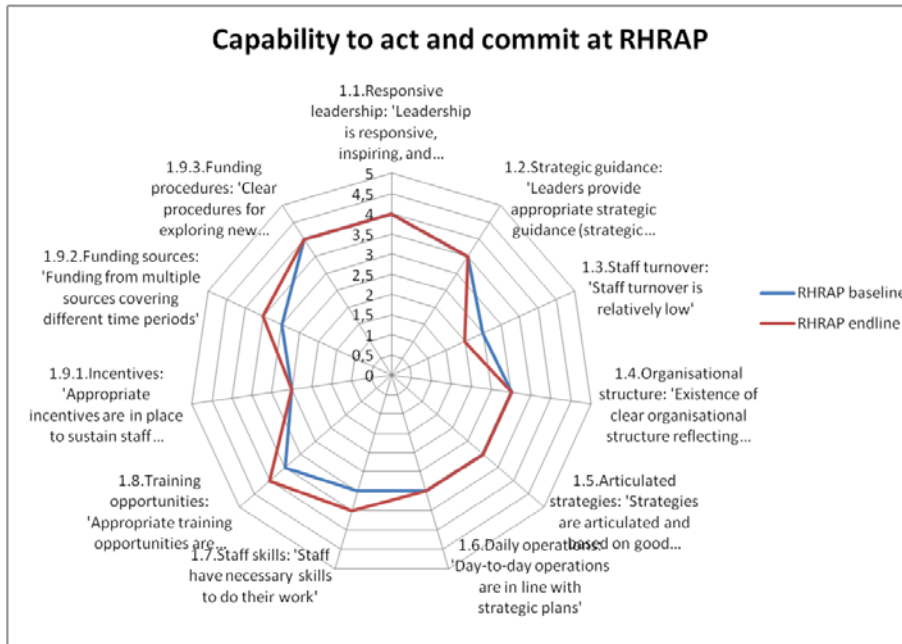 Capability to act and commit at RHRAP
1.1.Responsive
leadership: 'Leadership
is responsive,
inspiring, and...
1.2.Strategic guidance:
'Leaders provide
appropriate strategic
guidance (strategic...
1.3.Staff turnover:
'Staff turnover is
relatively low'
1.4.Organisational
structure: 'Existence of
clear organisational
structure reflecting...
1.5.Articulated
strategies: 'Strategies
are articulated and
based on good...
1.6.Daily operations:
'Day-to-day operations
are in line with
strategic plans'
1.7.Staff skills: 'Staff
have necessary skills
to do their work'
1.8.Training
opportunities:
'Appropriate training
opportunities are...
1.9.1.Incentives:
'Appropriate
incentives are in place
to sustain staff...
1.9.2.Funding sources:
'Funding from multiple
sources covering
different time periods'
1.9.3.Funding
procedures: 'Clear
procedures for
exploring new...
5
4,5
4
3,5
3
2,5
2
1,5
1
0,5
0
RHRAP baseline
RHRAP endline